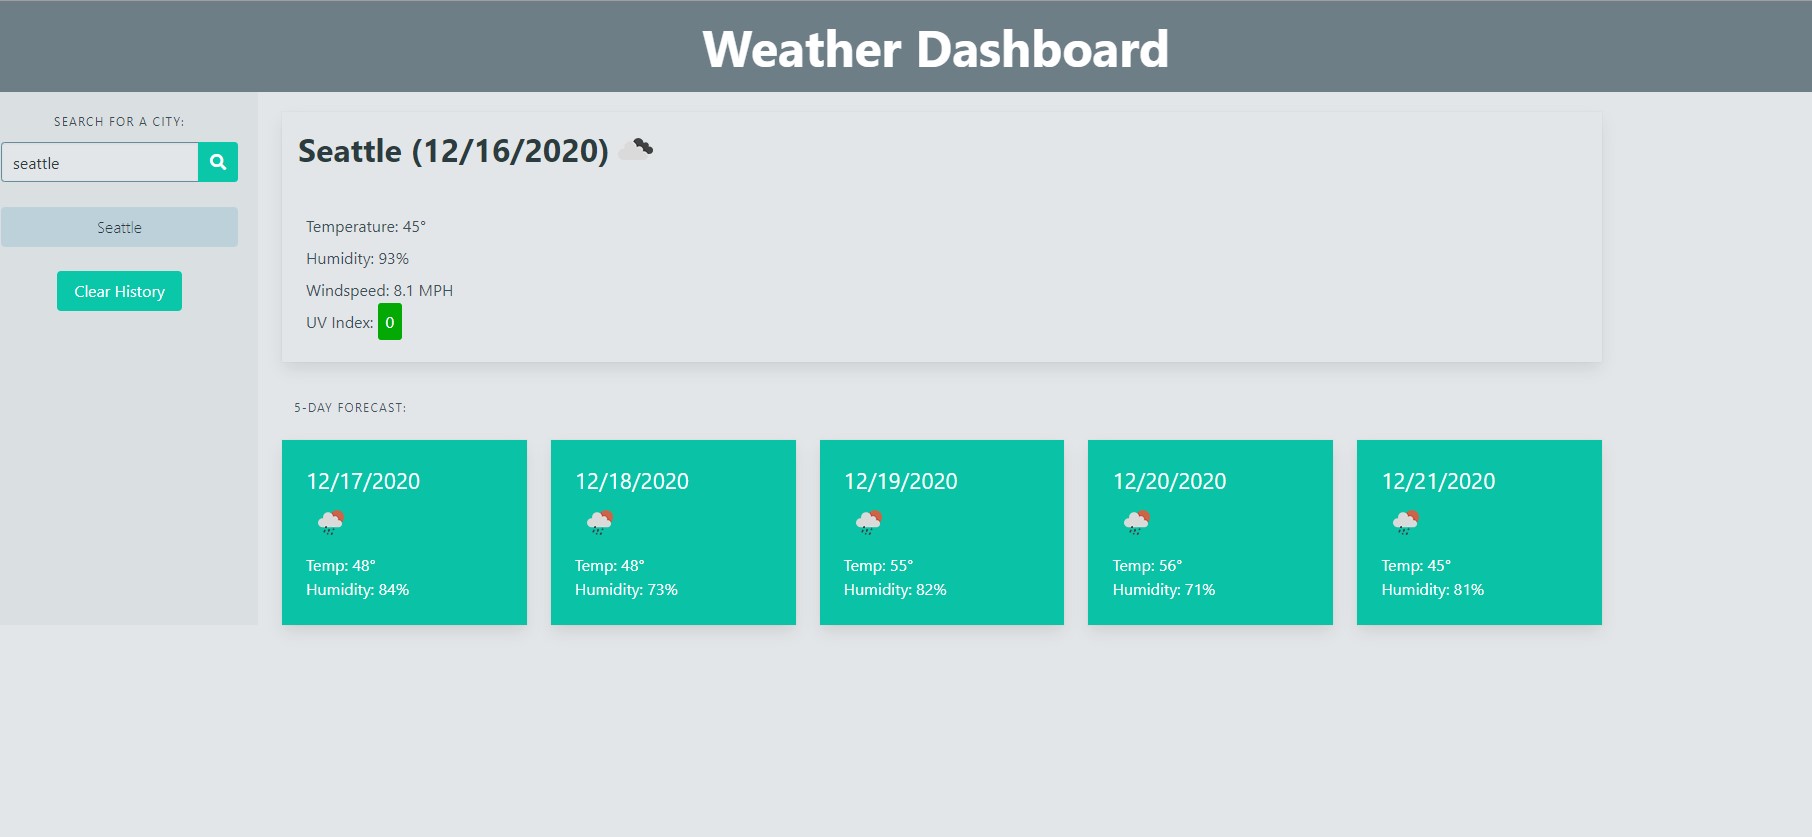 Weather Dashboard
SEARCH FOR A CITY:
seattle
Seattle
Clear History
Seattle (12/16/2020)
Temperature: 45°
Humidity: 93%
Windspeed: 8.1 MPH
UV Index: 0
5-DAY FORECAST:
12/17/2020
Temp: 48°
Humidity: 84%
12/18/2020
Temp: 48°
Humidity: 73%
12/19/2020
Temp: 55°
Humidity: 82%
12/20/2020
Temp: 56°
Humidity: 71%
12/21/2020
Temp: 45°
Humidity: 81%